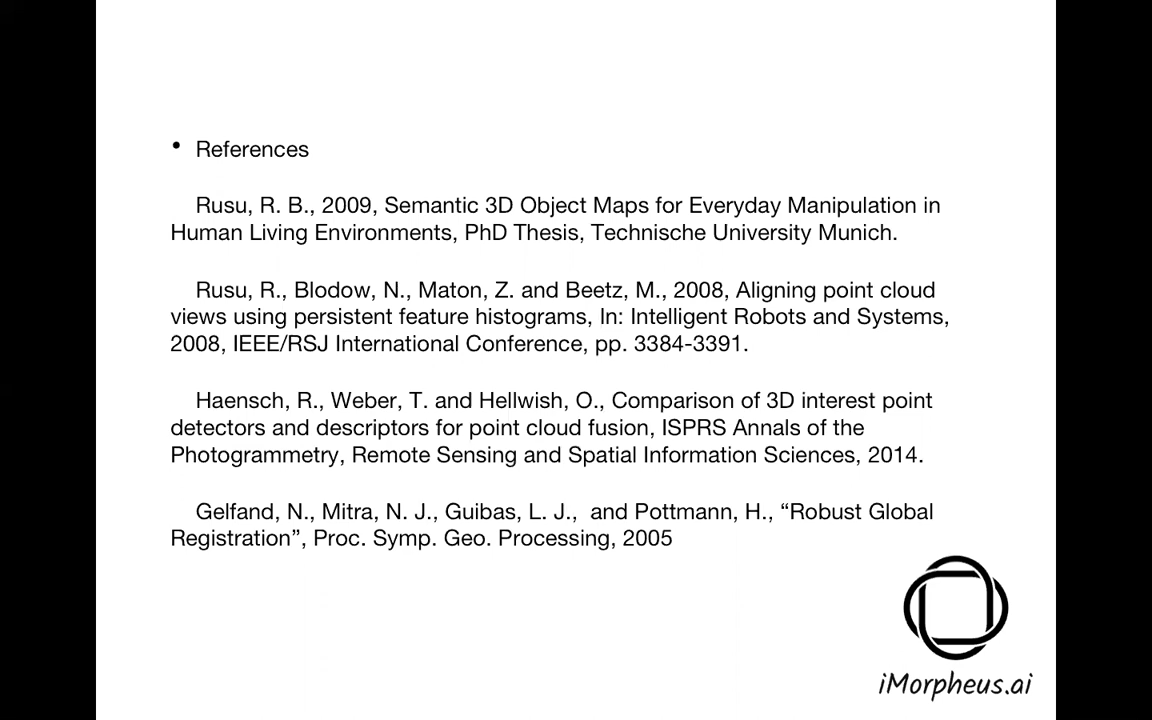 • References
Rusu, R. B., 2009, Semantic 3D Object Maps for Everyday Manipulation in
Human Living Environments, PhD Thesis, Technische University Munich.
Rusu, R., Blodow, N., Maton, Z. and Beetz, M., 2008, Aligning point cloud
views using persistent feature histograms, In: Intelligent Robots and Systems,
2008, IEEE/RSJ International Conference, pp. 3384-3391.
Haensch, R., Weber, T. and Hellwish, O., Comparison of 3D interest point
detectors and descriptors for point cloud fusion, ISPRS Annals of the
Photogrammetry, Remote Sensing and Spatial Information Sciences, 2014.
Gelfand, N., Mitra, N. J., Guibas, L. J., and Pottmann, H., “Robust Global
Registration”, Proc. Symp. Geo. Processing, 2005
iMorpheus.ai